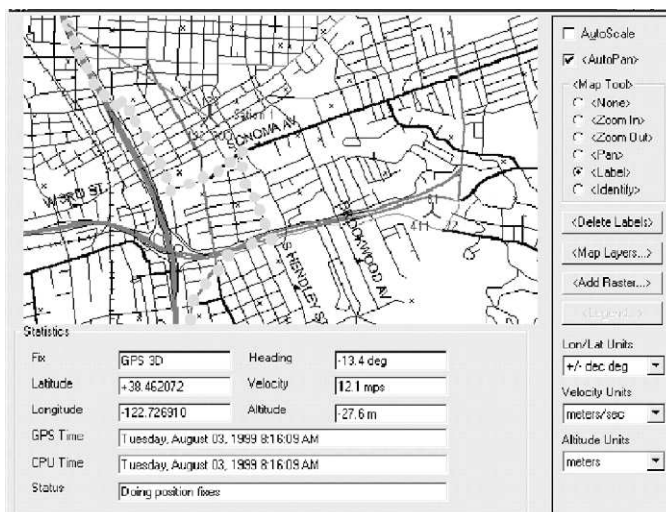 Station 1
SONOMA AV
W 3RD ST
S HENDLEY ST
BROOKWOOD AV
AutoScale
<AutoPan>
<Map Tool>
<None>
<Zoom In>
<Zoom Out>
<Pan>
<Label>
<Identify>
<Delete Labels>
<Map Layers...>
<Add Raster...>
<Legend...>
Lon/Lat Units
+/- dec deg
Velocity Units
meters/sec
Altitude Units
meters
Statistics
Fix GPS 3D Heading -13.4 deg
Latitude +38.462072 Velocity 12.1 mps
Longitude -122.726910 Altitude -27.6 m
GPS Time Tuesday, August 03, 1999 8:16:09 AM
CPU Time Tuesday, August 03, 1999 8:16:09 AM
Status Doing position fixes